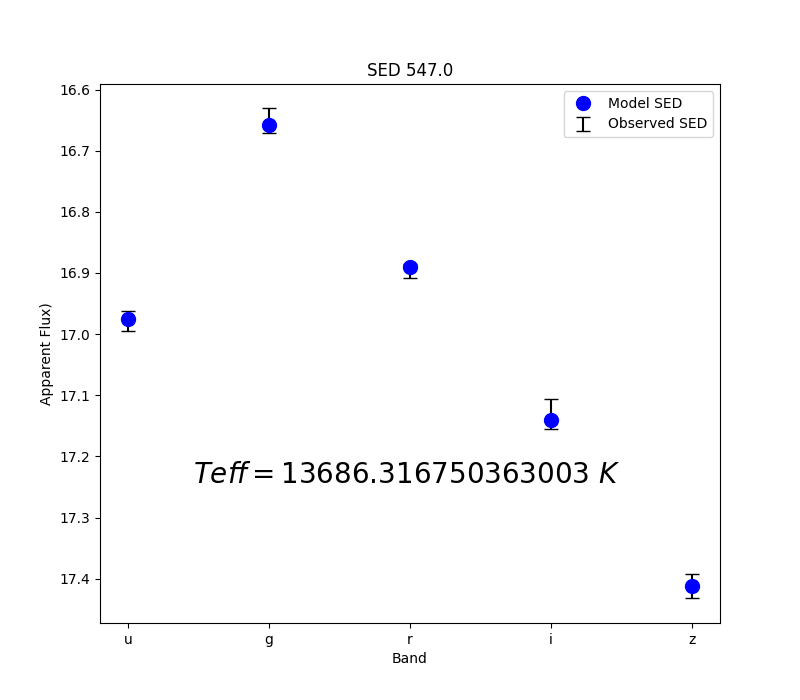 SED 547.0
16.6
16.7
16.8
16.9
17.0
17.1
17.2
17.3
17.4
Apparent Flux)
Model SED
Observed SED
Teff = 13686.316750363003 K
u g r i z
Band